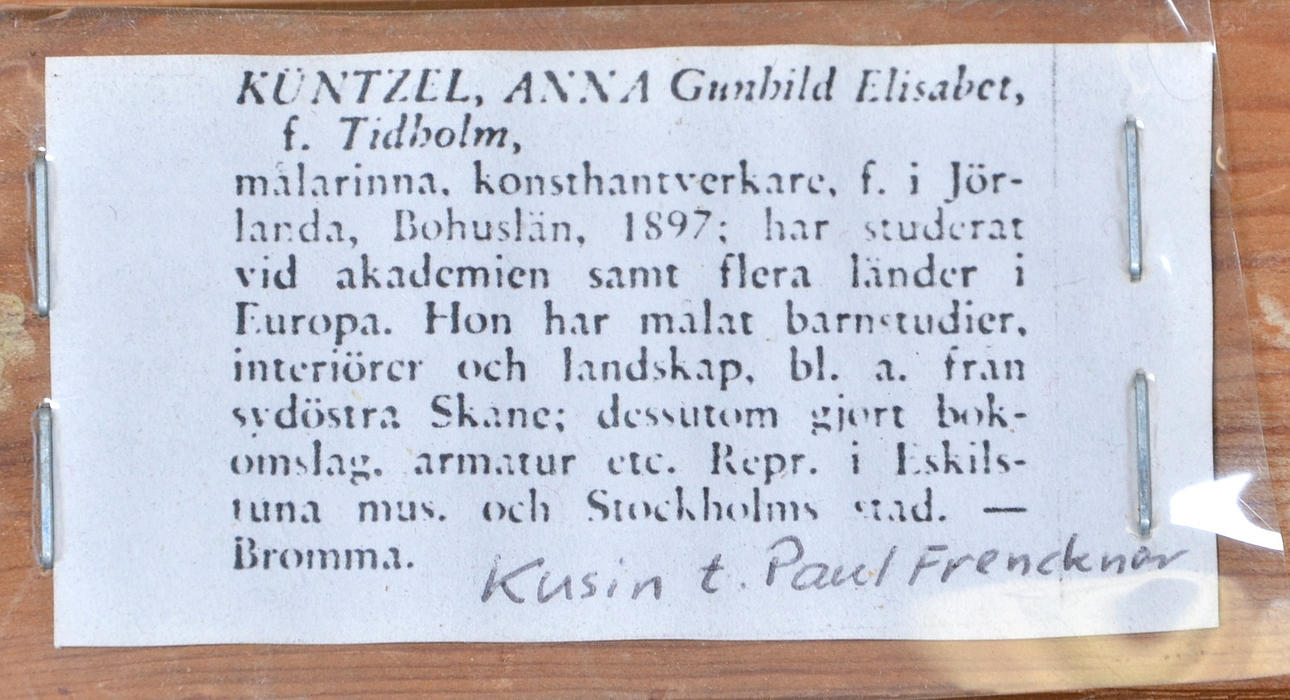 KÜNTZEL, ANNA Gunhild Elisabet,
f. Tidholm,
målarinna, konsthantverkare, f. i Jör-
landa, Bohuslän, 1897; har studerat
vid akademien samt flera länder i
Europa. Hon har målat barnstudier,
interiörer och landskap, bl. a. från
sydöstra Skåne; dessutom gjort bok-
omslag, armatur etc. Repr. i Eskils-
tuna mus. och Stockholms stad. —
Bromma.
Kusin t. Paul Frenckner